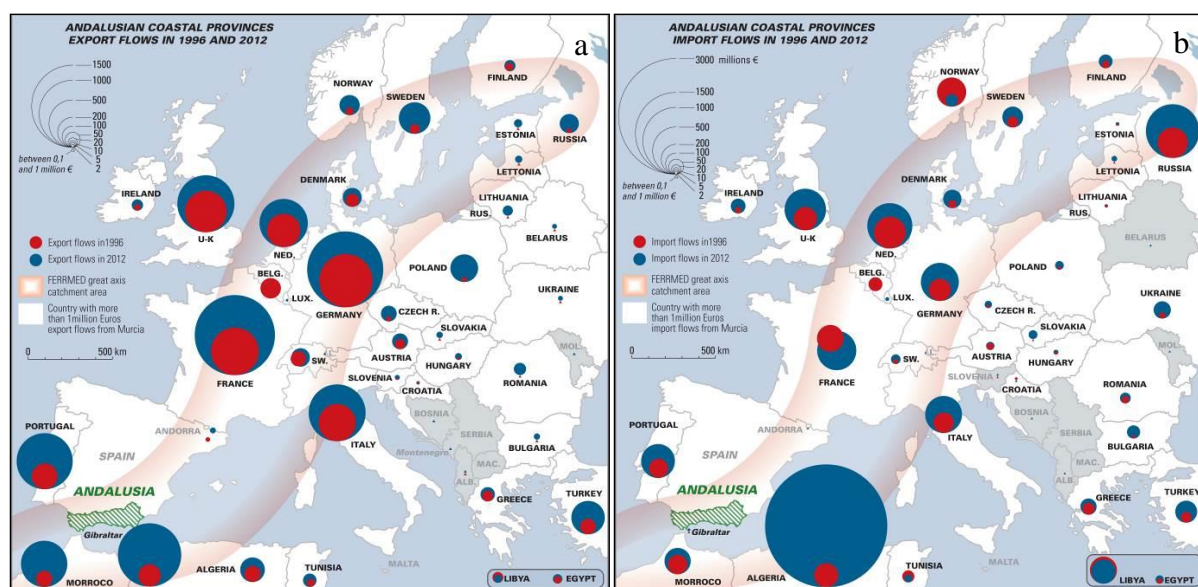 ANDALUSIAN COASTAL PROVINCES
EXPORT FLOWS IN 1996 AND 2012
a
1500
1000
500
200
100
50
20
10
5
2
between 0,1
and 1 million €
Export flows in1996
Export flows in 2012
FERRMED great axis
catchment area
Country with more
than 1million Euros
export flows from Murcia
0 500 km
NORWAY
FINLAND
SWEDEN
ESTONIA
RUSSIA
LETTONIA
DENMARK
IRELAND
LITHUANIA
RUS.
U-K
NED.
BELARUS
BELG.
POLAND
LUX.
UKRAINE
GERMANY
CZECH R.
SLOVAKIA
AUSTRIA
MOL.
SW.
HUNGARY
FRANCE
SLOVENIA
CROATIA
ROMANIA
BOSNIA
SERBIA
PORTUGAL
ANDORRA
ITALY
Montenegro
BULGARIA
SPAIN
MAC.
ALB.
ANDALUSIA
GREECE
TURKEY
Gibraltar
MORROCO
ALGERIA
TUNISIA
MALTA
LIBYA
EGYPT
ANDALUSIAN COASTAL PROVINCES
IMPORT FLOWS IN 1996 AND 2012
b
3000 millions €
1500
1000
500
200
100
50
20
10
5
2
between 0,1
and 1 million €
Import flows in1996
Import flows in 2012
FERRMED great axis
catchment area
Country with more
than 1million Euros
import flows from Murcia
0 500 km
NORWAY
FINLAND
SWEDEN
ESTONIA
RUSSIA
LETTONIA
DENMARK
IRELAND
LITHUANIA
RUS.
U-K
NED.
BELARUS
BELG.
POLAND
LUX.
UKRAINE
GERMANY
CZECH R.
SLOVAKIA
AUSTRIA
MOL.
SW.
HUNGARY
FRANCE
SLOVENIA
CROATIA
ROMANIA
BOSNIA
SERBIA
PORTUGAL
ANDORRA
ITALY
Montenegro
BULGARIA
SPAIN
MAC.
ALB.
ANDALUSIA
GREECE
TURKEY
Gibraltar
MORROCO
ALGERIA
TUNISIA
MALTA
LIBYA
EGYPT